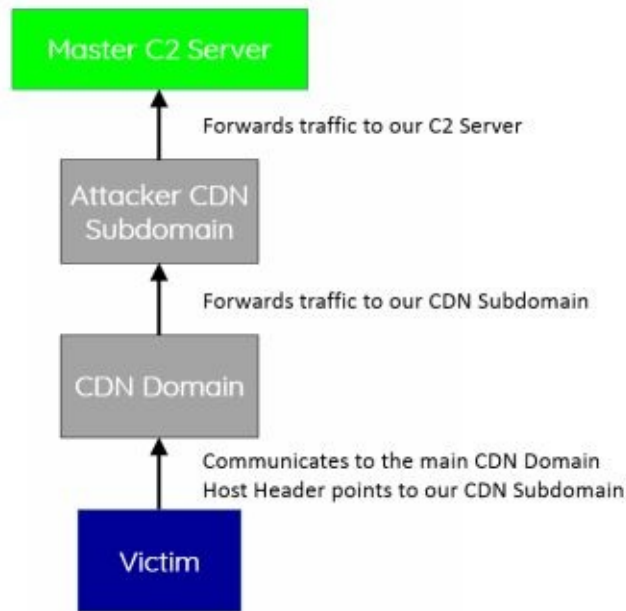 Master C2 Server
Forwards traffic to our C2 Server
Attacker CDN
Subdomain
Forwards traffic to our CDN Subdomain
CDN Domain
Communicates to the main CDN Domain
Host Header points to our CDN Subdomain
Victim